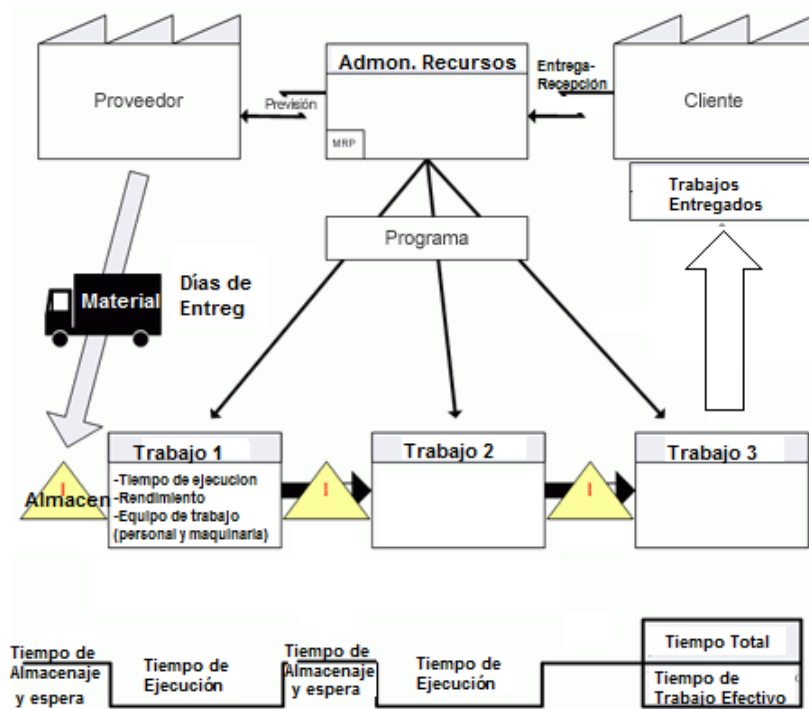 Proveedor
Previsión
Admon. Recursos
MRP
Entrega-
Recepción
Cliente
Trabajos
Entregados
Programa
Material
Días de
Entreg
Almacen
I
Trabajo 1
-Tiempo de ejecucion
-Rendimiento
-Equipo de trabajo
(personal y maquinaria)
I
Trabajo 2
I
Trabajo 3
Tiempo de
Almacenaje
y espera
Tiempo de
Ejecución
Tiempo de
Almacenaje
y espera
Tiempo de
Ejecución
Tiempo Total
Tiempo de
Trabajo Efectivo